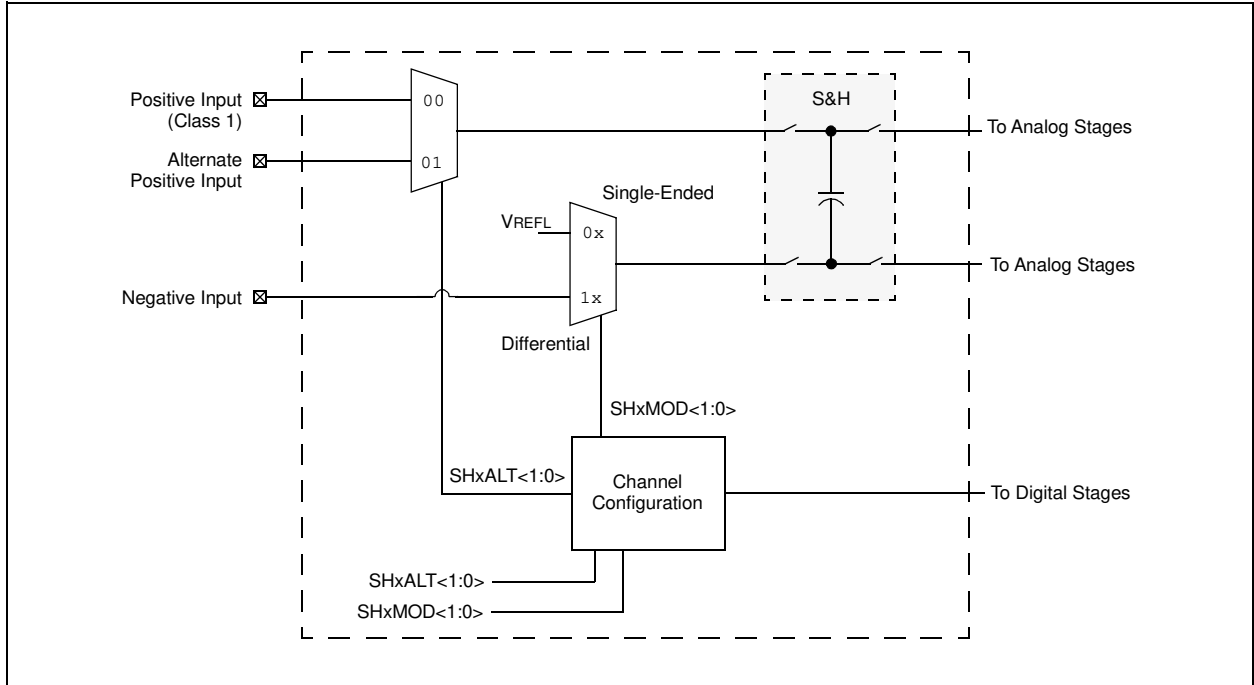 Positive Input
(Class 1)
00
S&H
To Analog Stages
Alternate
Positive Input
01
Single-Ended
VREFL
0x
To Analog Stages
Negative Input
1x
Differential
SHxMOD<1:0>
SHxALT<1:0>
Channel
Configuration
To Digital Stages
SHxALT<1:0>
SHxMOD<1:0>